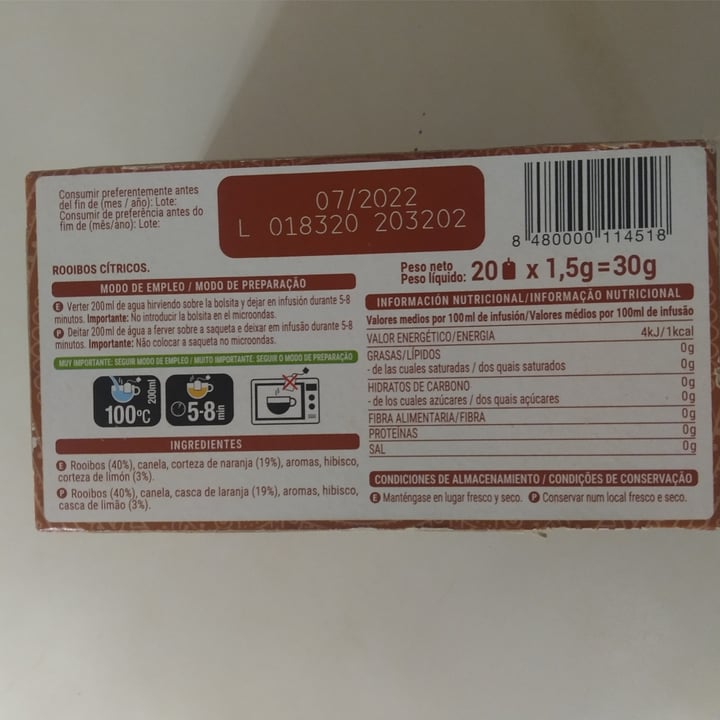 Consumir preferentemente antes
del fin de (mes / año): Lote:
Consumir de preferência antes do
fim de (mês/ano): Lote:
07/2022
L 018320 203202
8 480000 114518
ROOIBOS CÍTRICOS.
MODO DE EMPLEO / MODO DE PREPARAÇÃO
E Verter 200ml de agua hirviendo sobre la bolsita y dejar en infusión durante 5-8
minutos. Importante: No introducir la bolsita en el microondas.
P Deitar 200ml de água a ferver sobre a saqueta e deixar em infusão durante 5-8
minutos. Importante: Não colocar a saqueta no microondas.
MUY IMPORTANTE: SEGUIR MODO DE EMPLEO / MUITO IMPORTANTE: SEGUIR O MODO DE PREPARAÇÃO
100ºC
200ml
5-8 min
INGREDIENTES
E Rooibos (40%), canela, corteza de naranja (19%), aromas, hibisco,
corteza de limón (3%).
P Rooibos (40%), canela, casca de laranja (19%), aromas, hibisco,
casca de limão (3%).
Peso neto
Peso líquido: 20 x 1,5g=30g
INFORMACIÓN NUTRICIONAL/INFORMAÇÃO NUTRICIONAL
Valores medios por 100ml de infusión/Valores médios por 100ml de infusão
VALOR ENERGÉTICO/ENERGIA 4kJ/1kcal
GRASAS/LÍPIDOS 0g
- de las cuales saturadas / dos quais saturados 0g
HIDRATOS DE CARBONO 0g
- de los cuales azúcares / dos quais açúcares 0g
FIBRA ALIMENTARIA/FIBRA 0g
PROTEÍNAS 0g
SAL 0g
CONDICIONES DE ALMACENAMIENTO / CONDIÇÕES DE CONSERVAÇÃO
E Manténgase en lugar fresco y seco. P Conservar num local fresco e seco.